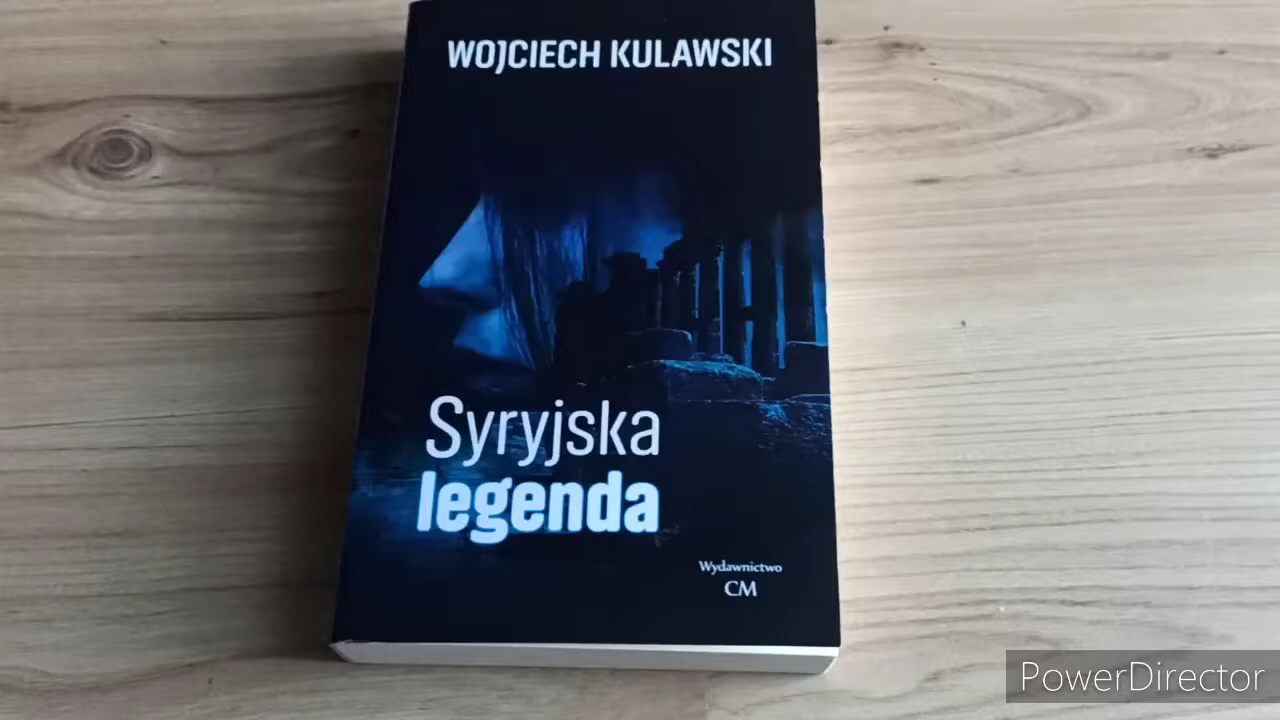 WOJCIECH KULAWSKI
Syryjska
legenda
Wydawnictwo
CM
PowerDirector